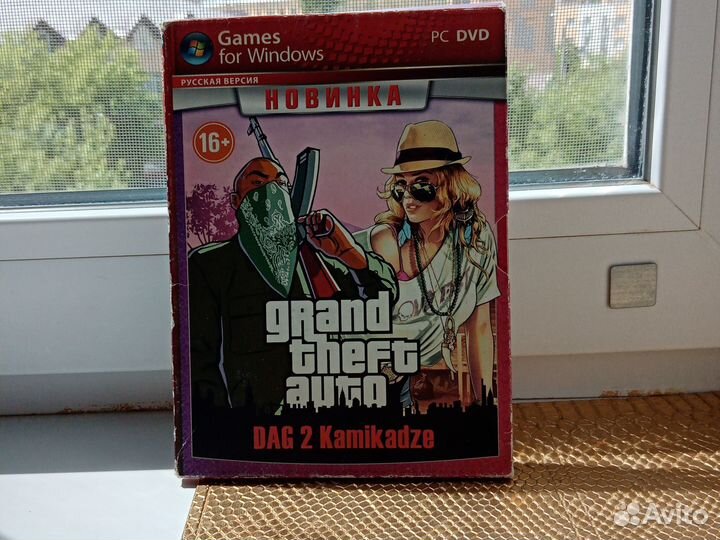 Games
for Windows
PC DVD
РУССКАЯ ВЕРСИЯ
НОВИНКА
16+
grand
theft
auto
DAG 2 Kamikadze
Avito